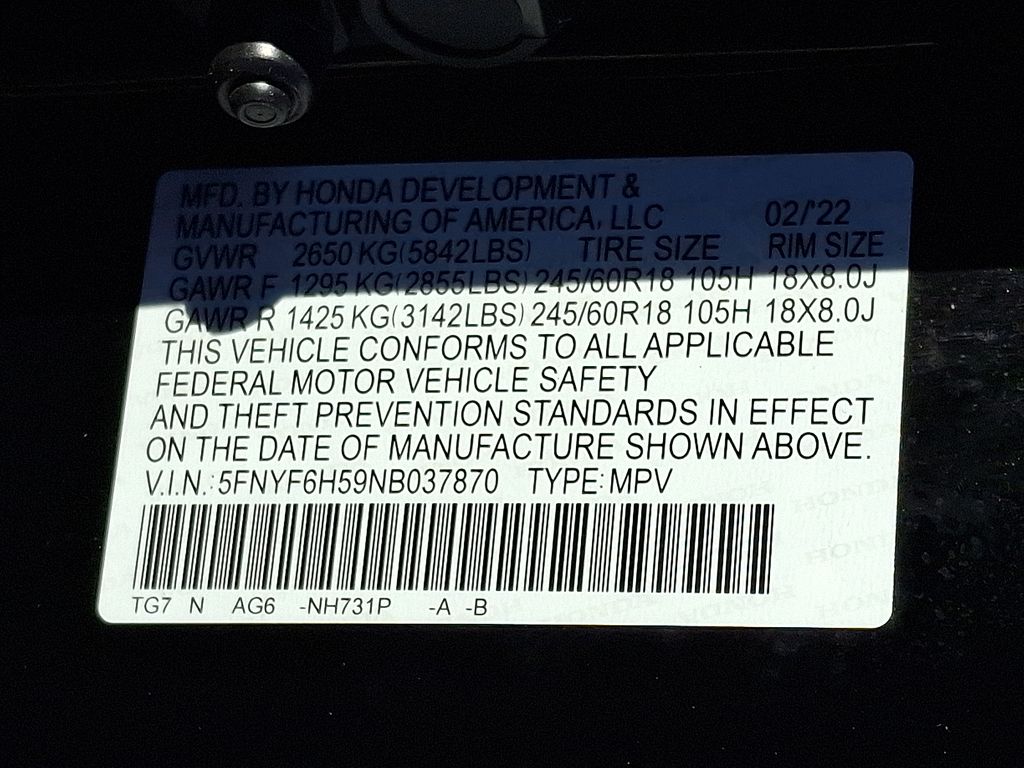 MFD. BY HONDA DEVELOPMENT &
MANUFACTURING OF AMERICA, LLC 02/'22
GVWR 2650 KG(5842LBS) TIRE SIZE RIM SIZE
GAWR F 1295 KG(2855LBS) 245/60R18 105H 18X8.0J
GAWR R 1425 KG(3142LBS) 245/60R18 105H 18X8.0J
THIS VEHICLE CONFORMS TO ALL APPLICABLE
FEDERAL MOTOR VEHICLE SAFETY
AND THEFT PREVENTION STANDARDS IN EFFECT
ON THE DATE OF MANUFACTURE SHOWN ABOVE.
V.I.N.: 5FNYF6H59NB037870 TYPE: MPV
TG7 N AG6 -NH731P -A -B